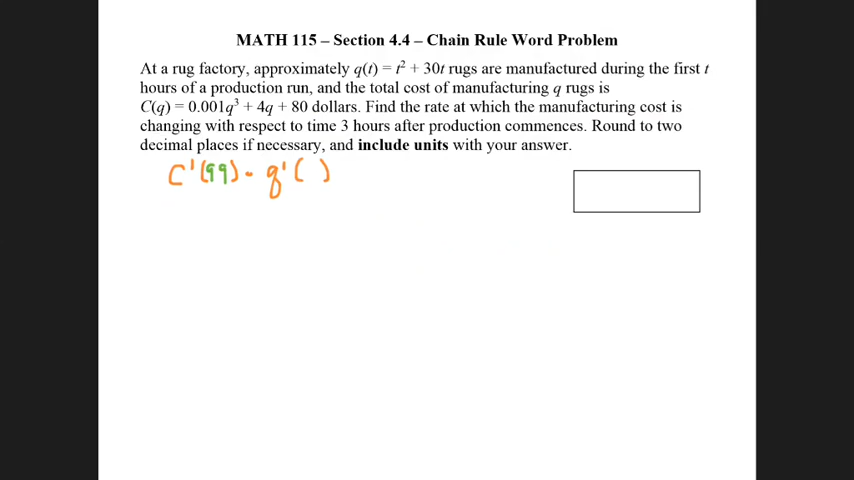 MATH 115 – Section 4.4 – Chain Rule Word Problem
At a rug factory, approximately q(t) = t² + 30t rugs are manufactured during the first t
hours of a production run, and the total cost of manufacturing q rugs is
C(q) = 0.001q³ + 4q + 80 dollars. Find the rate at which the manufacturing cost is
changing with respect to time 3 hours after production commences. Round to two
decimal places if necessary, and include units with your answer.
C'(99) · q'( )